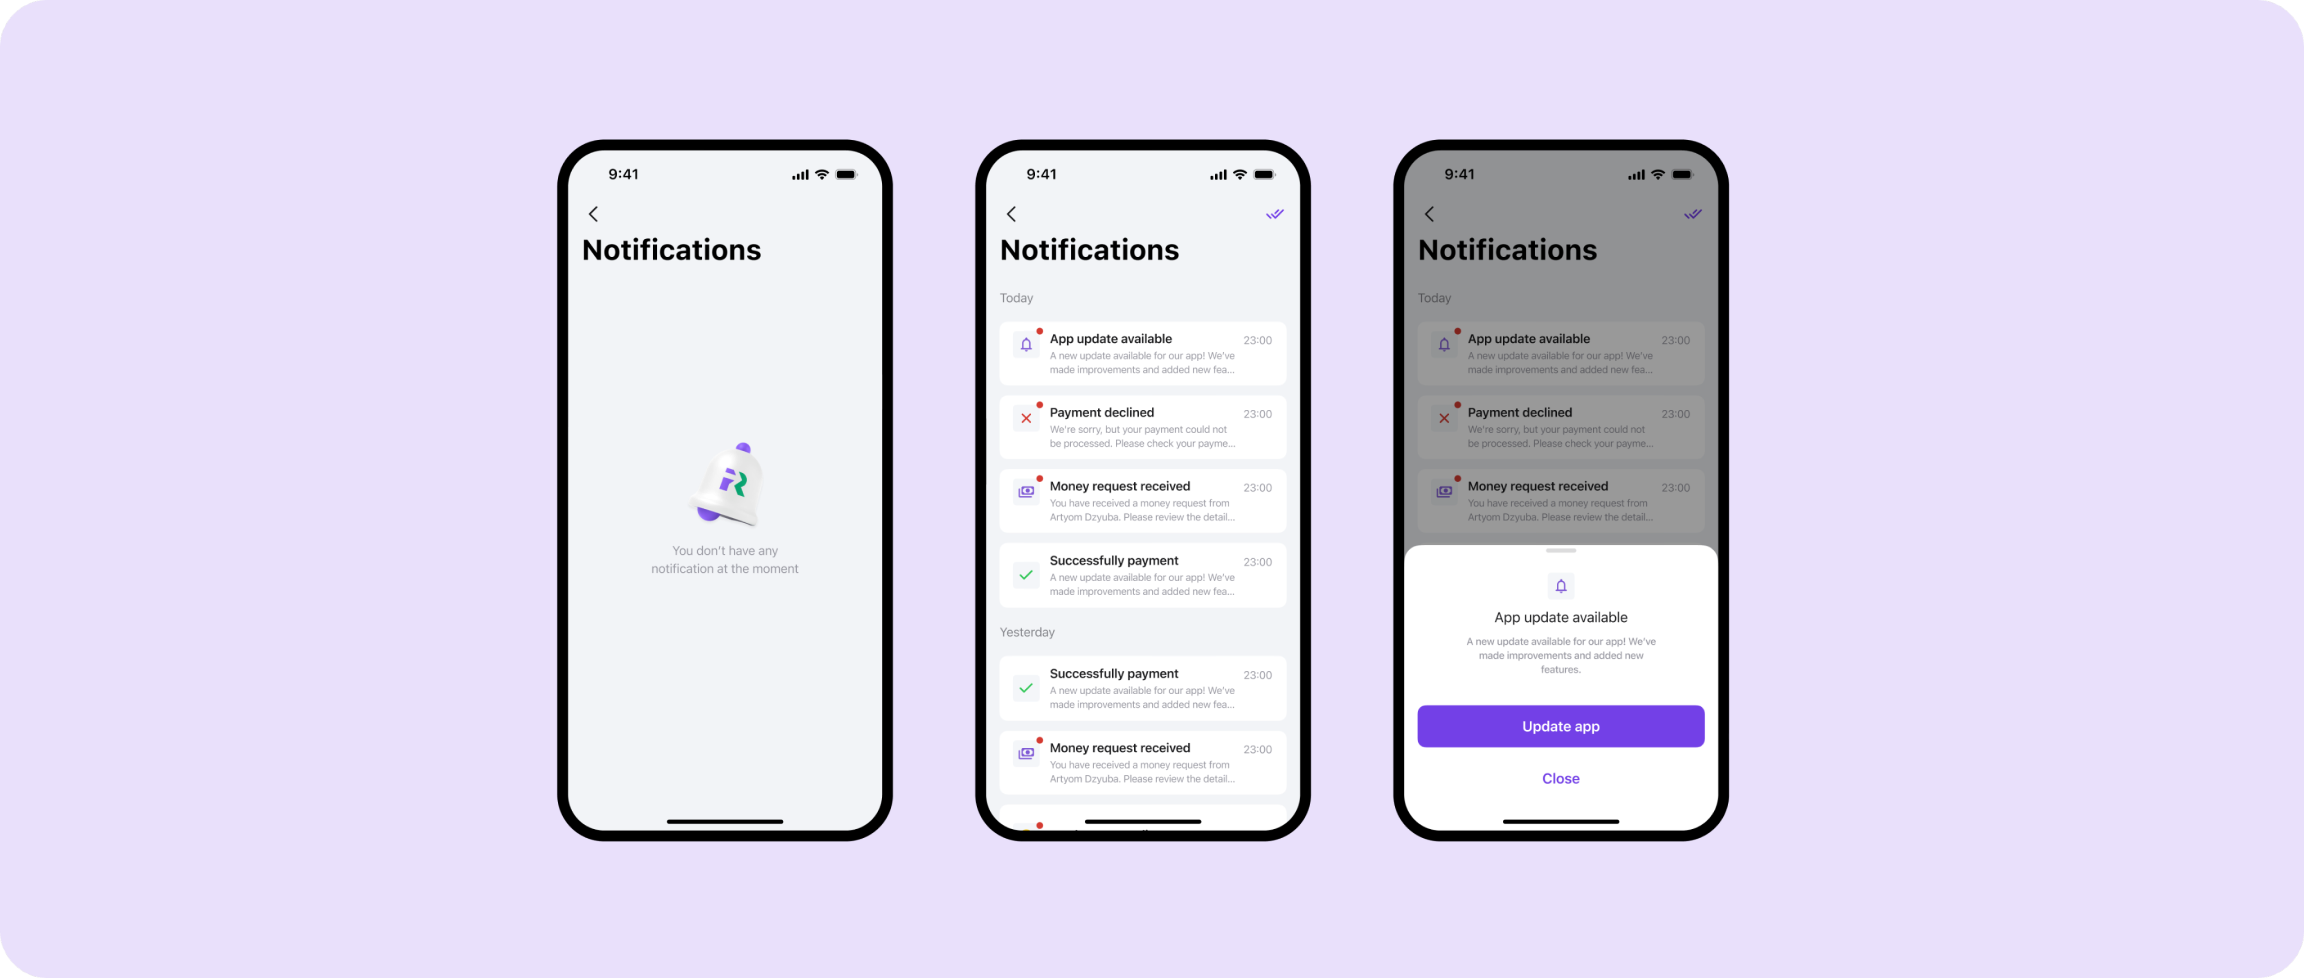 9:41
Notifications
You don't have any
notification at the moment
9:41
Notifications
Today
App update available
23:00
A new update available for our app! We've
made improvements and added new fea...
Payment declined
23:00
We're sorry, but your payment could not
be processed. Please check your payme...
Money request received
23:00
You have received a money request from
Artyom Dzyuba. Please review the detail...
Successfully payment
23:00
A new update available for our app! We've
made improvements and added new fea...
Yesterday
Successfully payment
23:00
A new update available for our app! We've
made improvements and added new fea...
Money request received
23:00
You have received a money request from
Artyom Dzyuba. Please review the detail...
9:41
Notifications
Today
App update available
23:00
A new update available for our app! We've
made improvements and added new fea...
Payment declined
23:00
We're sorry, but your payment could not
be processed. Please check your payme...
Money request received
23:00
You have received a money request from
Artyom Dzyuba. Please review the detail...
App update available
A new update available for our app! We've
made improvements and added new
features.
Update app
Close